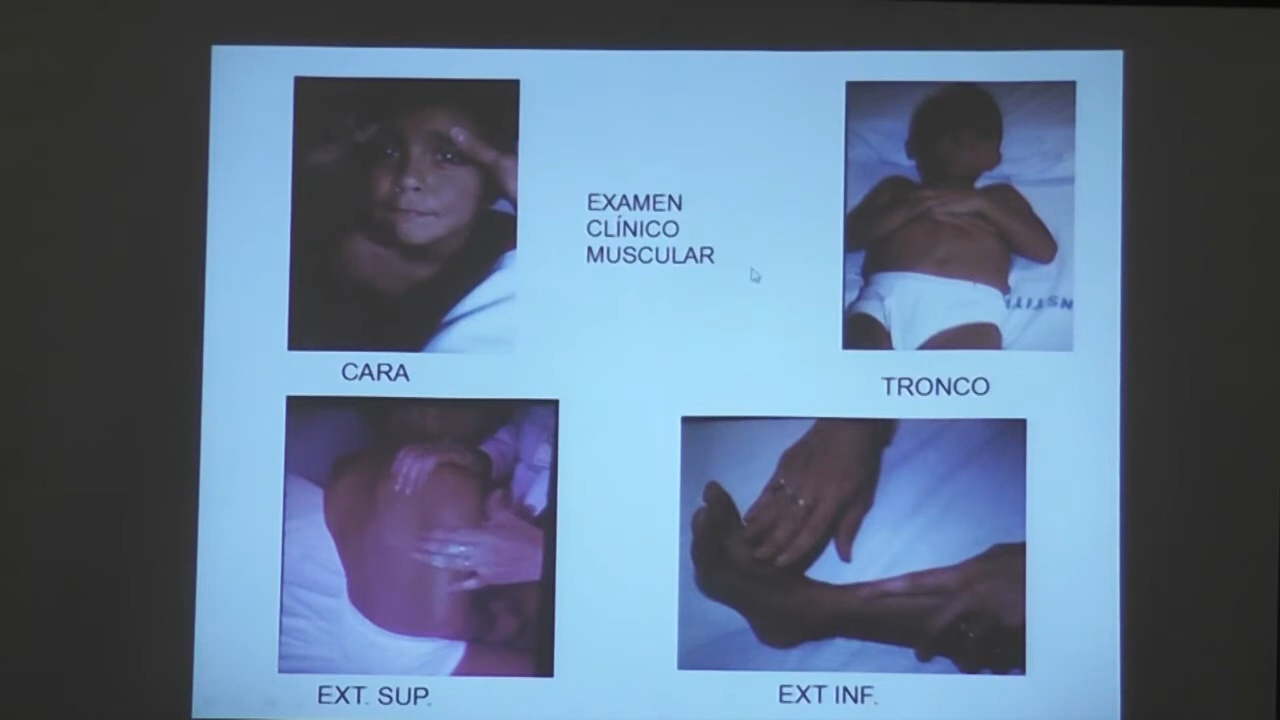 EXAMEN
CLÍNICO
MUSCULAR
CARA
TRONCO
EXT. SUP.
EXT INF.